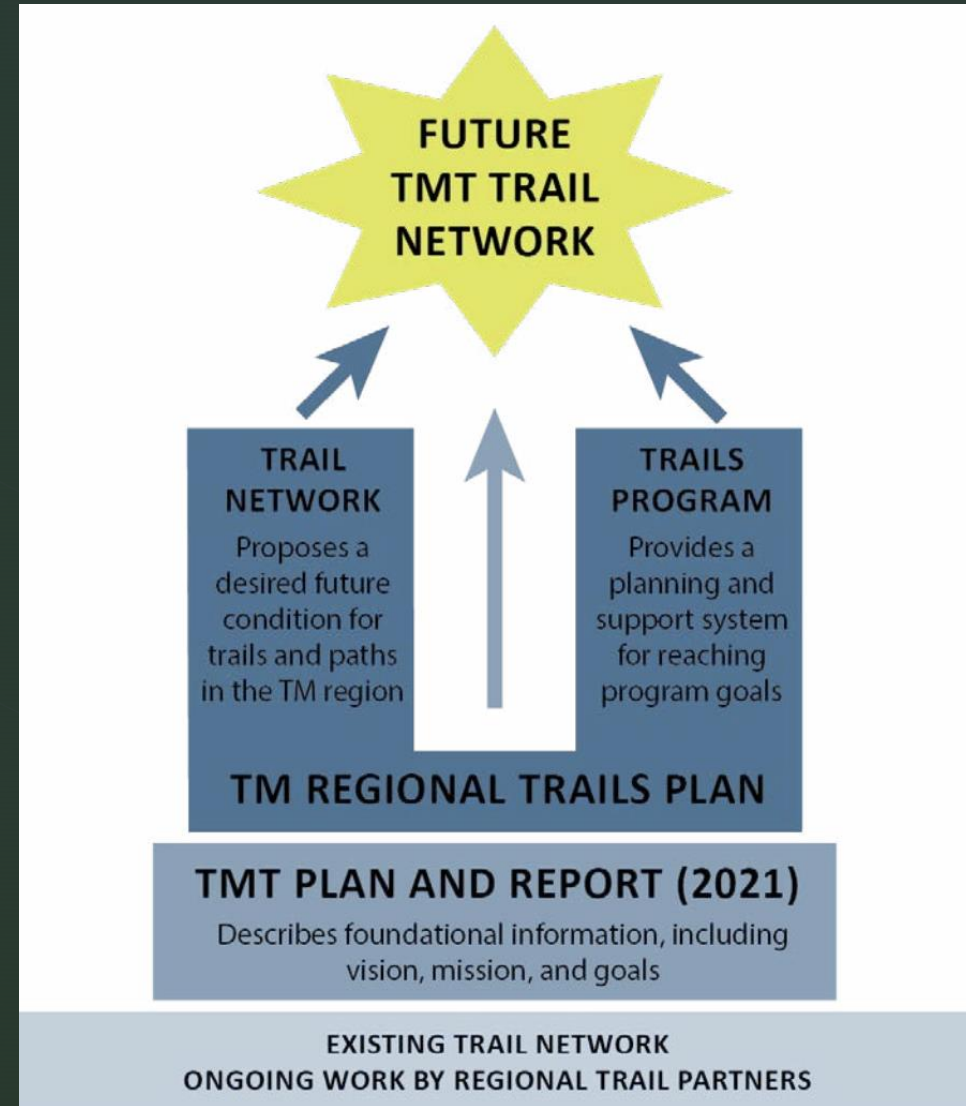 FUTURE
TMT TRAIL
NETWORK
TRAIL
NETWORK
Proposes a
desired future
condition for
trails and paths
in the TM region
TRAILS
PROGRAM
Provides a
planning and
support system
for reaching
program goals
TM REGIONAL TRAILS PLAN
TMT PLAN AND REPORT (2021)
Describes foundational information, including
vision, mission, and goals
EXISTING TRAIL NETWORK
ONGOING WORK BY REGIONAL TRAIL PARTNERS